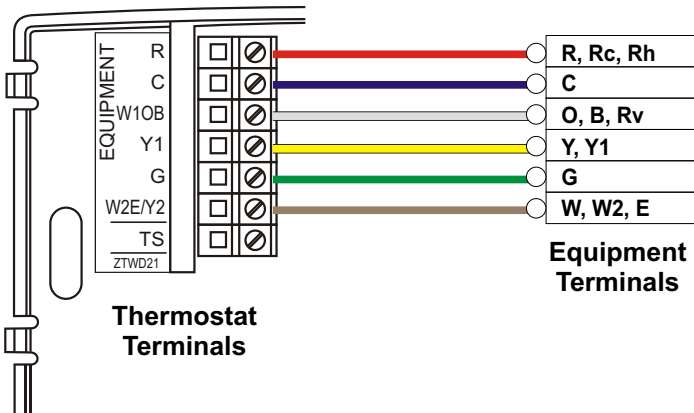 EQUIPMENT
R
C
W1OB
Y1
G
W2E/Y2
TS
ZTWD21
R, Rc, Rh
C
O, B, Rv
Y, Y1
G
W, W2, E
Equipment
Terminals
Thermostat
Terminals